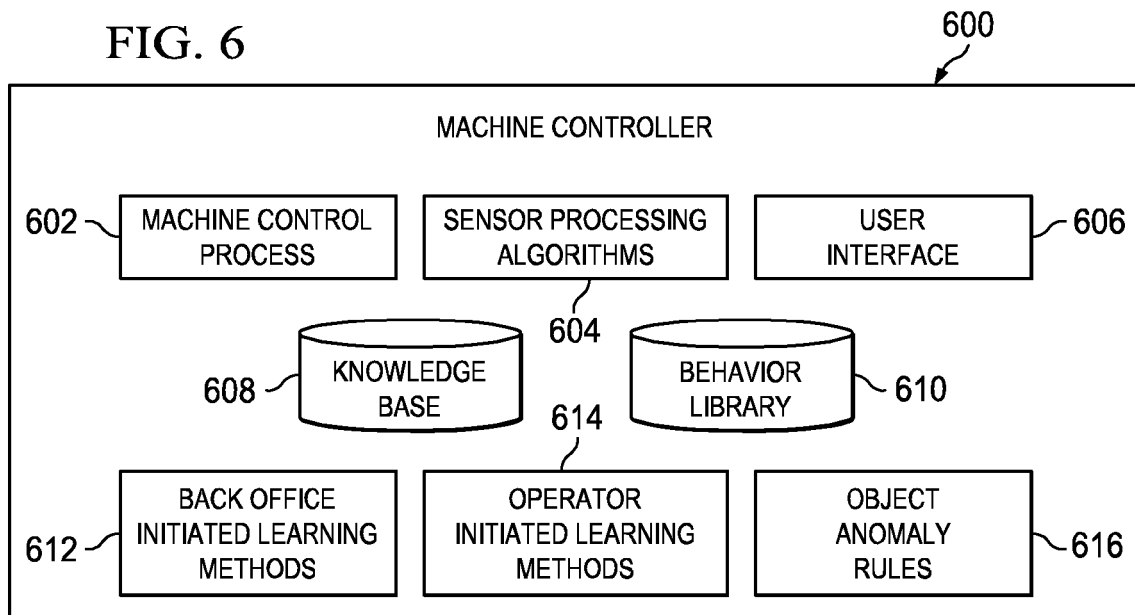 FIG. 6
600
MACHINE CONTROLLER
602
MACHINE CONTROL
PROCESS
SENSOR PROCESSING
ALGORITHMS
604
USER
INTERFACE
606
608
KNOWLEDGE
BASE
BEHAVIOR
LIBRARY
610
614
612
BACK OFFICE
INITIATED LEARNING
METHODS
OPERATOR
INITIATED LEARNING
METHODS
OBJECT
ANOMALY
RULES
616